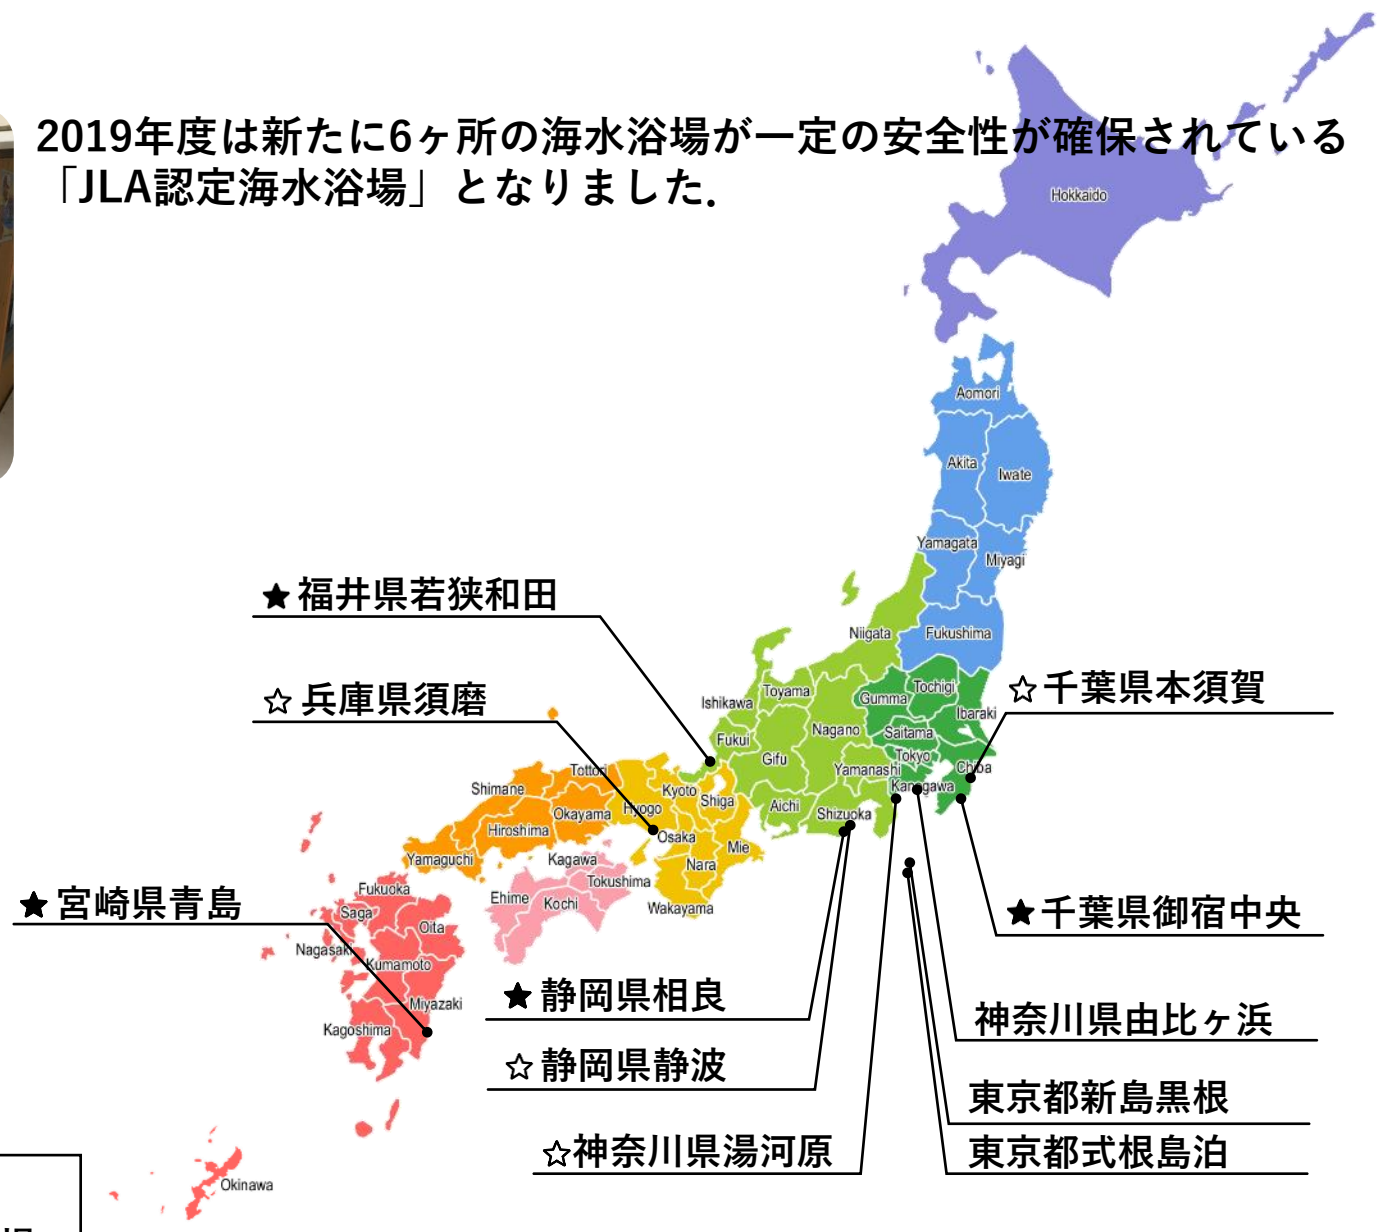 2019年度は新たに6ヶ所の海水浴場が一定の安全性が確保されている
「JLA認定海水浴場」となりました.
Hokkaido
Aomori
Akita
Iwate
Yamagata
Miyagi
★福井県若狭和田
Niigata
Fukushima
☆兵庫県須磨
☆千葉県本須賀
Ishikawa
Toyama
Gumma
Tochigi
Ibaraki
Fukui
Nagano
Saitama
Gifu
Tokyo
Chiba
Yamanashi
Kanagawa
Tottori
Shimane
Kyoto
Shiga
Aichi
Shizuoka
Okayama
Hyogo
Hiroshima
Osaka
Mie
Yamaguchi
Kagawa
Nara
Tokushima
Ehime
Kochi
Wakayama
★宮崎県青島
Fukuoka
Saga
Oita
Nagasaki
Kumamoto
Miyazaki
Kagoshima
★千葉県御宿中央
★静岡県相良
神奈川県由比ヶ浜
☆静岡県静波
東京都新島黒根
☆神奈川県湯河原
東京都式根島泊
Okinawa